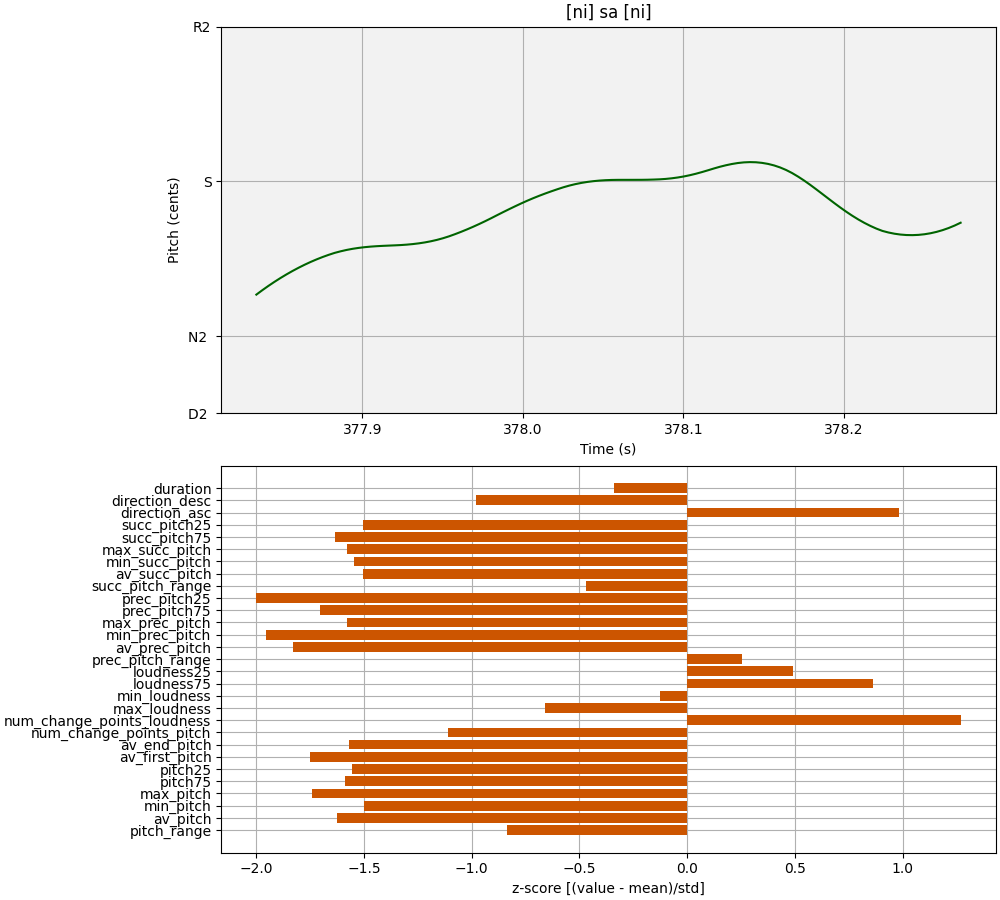 [ni] sa [ni]
R2
S
N2
D2
Pitch (cents)
377.9 378.0 378.1 378.2
Time (s)
duration
direction_desc
direction_asc
succ_pitch25
succ_pitch75
max_succ_pitch
min_succ_pitch
av_succ_pitch
succ_pitch_range
prec_pitch25
prec_pitch75
max_prec_pitch
min_prec_pitch
av_prec_pitch
prec_pitch_range
loudness25
loudness75
min_loudness
max_loudness
num_change_points_loudness
num_change_points_pitch
av_end_pitch
av_first_pitch
pitch25
pitch75
max_pitch
min_pitch
av_pitch
pitch_range
−2.0 −1.5 −1.0 −0.5 0.0 0.5 1.0
z-score [(value - mean)/std]